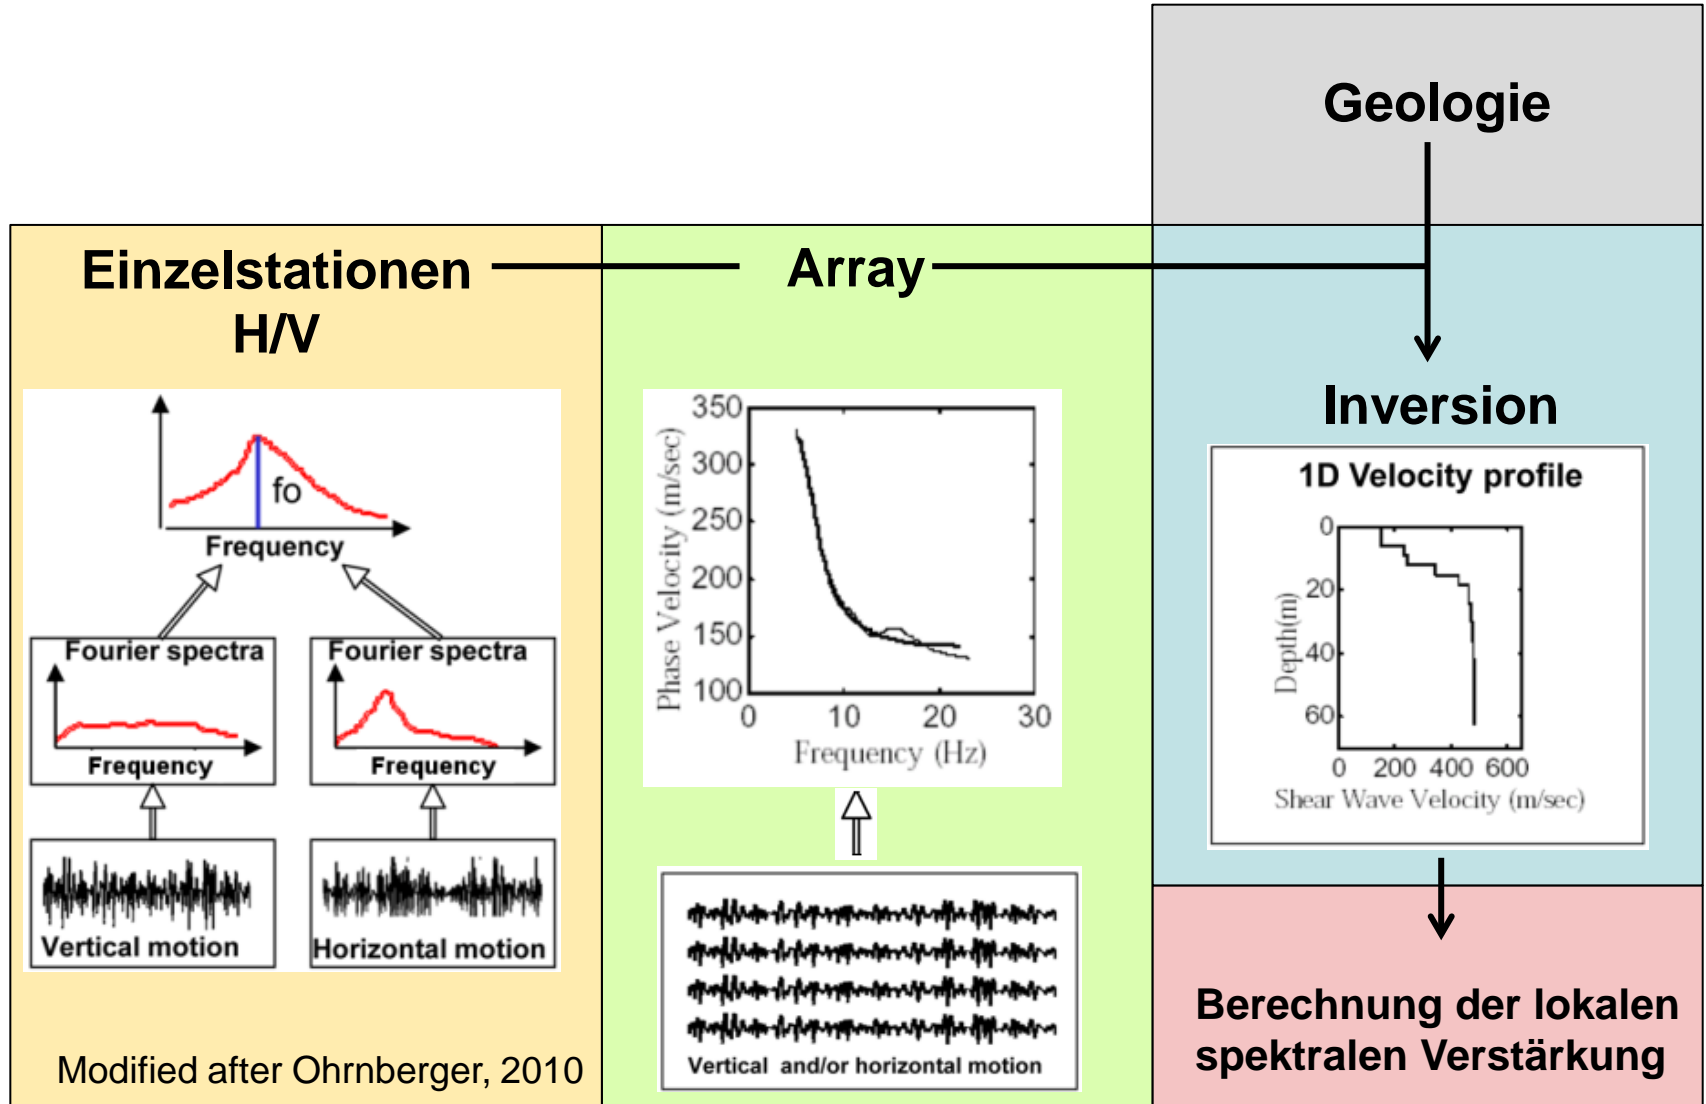 Geologie
Einzelstationen
H/V
fo
Frequency
Fourier spectra
Frequency
Fourier spectra
Frequency
Vertical motion
Horizontal motion
Modified after Ohrnberger, 2010
Array
Phase Velocity (m/sec)
350
300
250
200
150
100
0 10 20 30
Frequency (Hz)
Vertical and/or horizontal motion
Inversion
1D Velocity profile
Depth(m)
0
20
40
60
0 200 400 600
Shear Wave Velocity (m/sec)
Berechnung der lokalen
spektralen Verstärkung